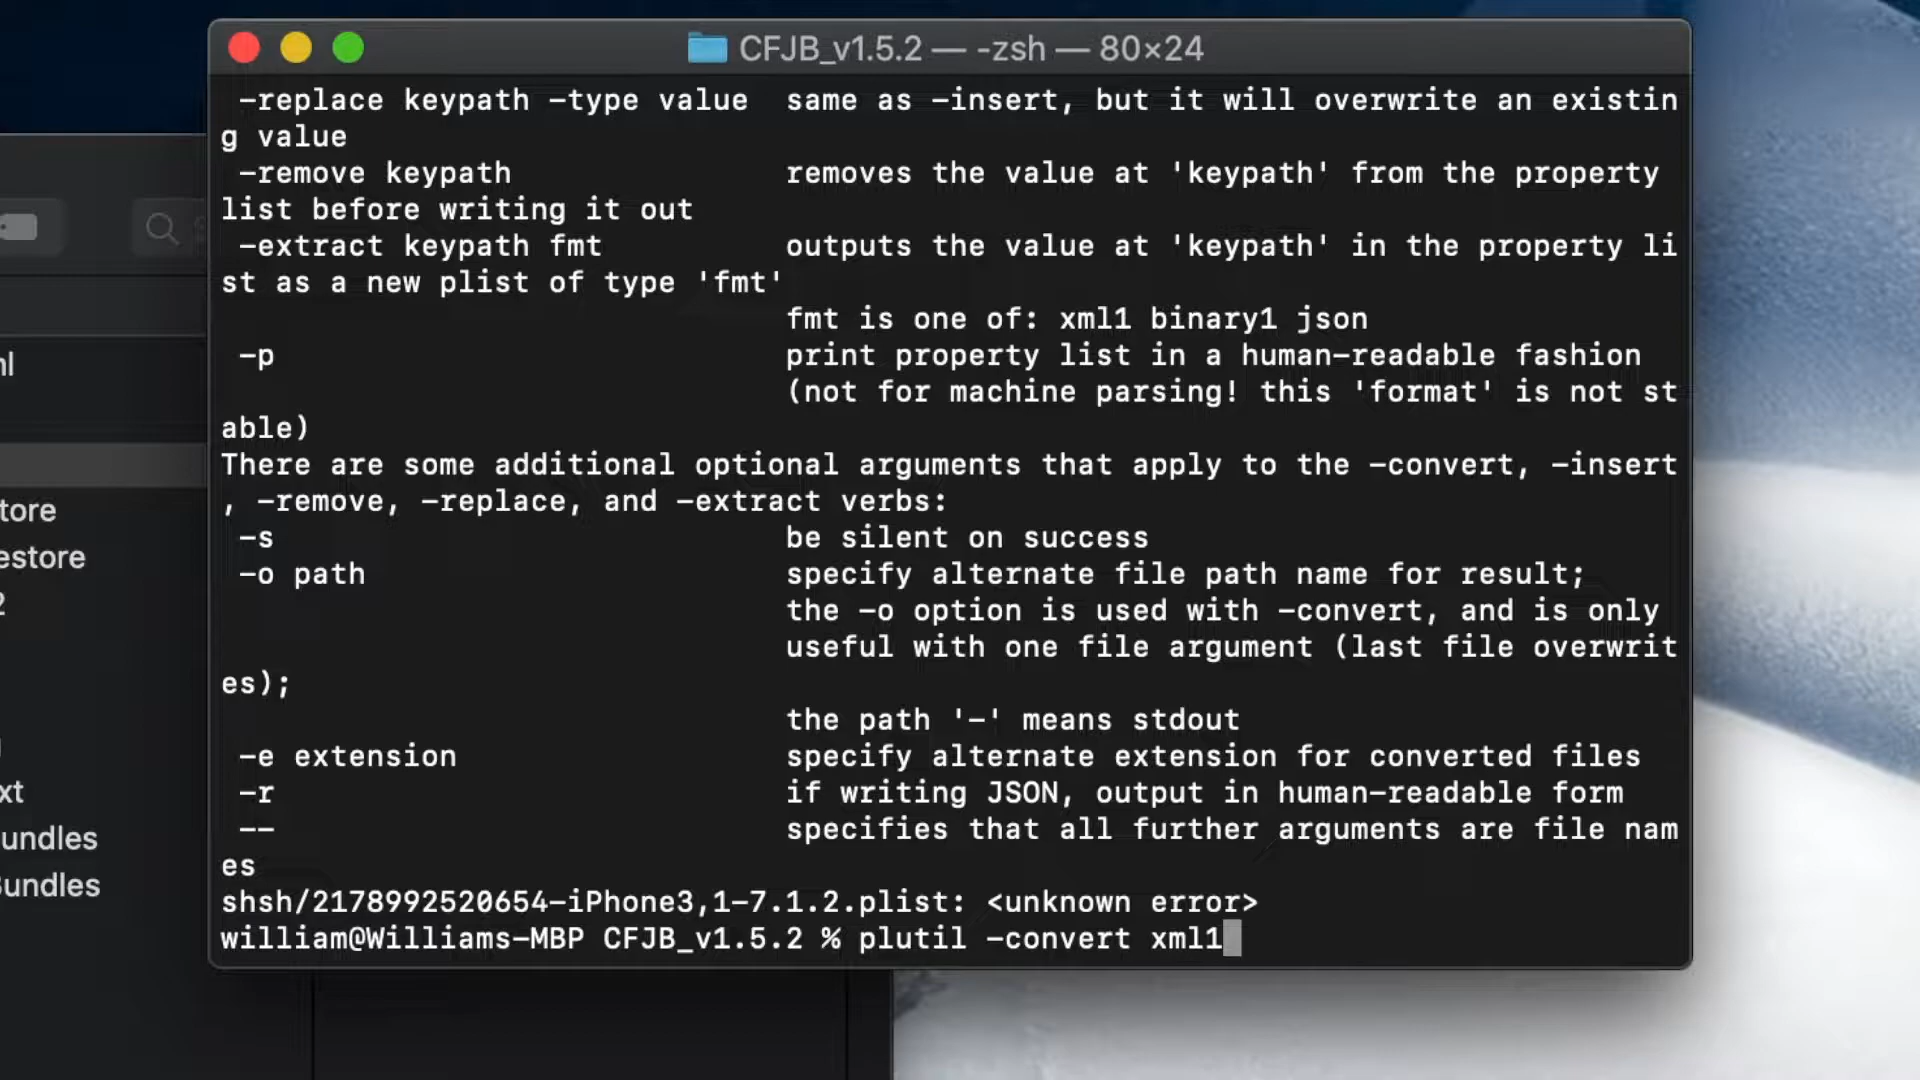 CFJB_v1.5.2 — -zsh — 80×24
-replace keypath -type value  same as -insert, but it will overwrite an existin
g value
-remove keypath               removes the value at 'keypath' from the property
list before writing it out
-extract keypath fmt          outputs the value at 'keypath' in the property li
st as a new plist of type 'fmt'
fmt is one of: xml1 binary1 json
-p                            print property list in a human-readable fashion
(not for machine parsing! this 'format' is not st
able)
There are some additional optional arguments that apply to the -convert, -insert
, -remove, -replace, and -extract verbs:
-s                            be silent on success
-o path                       specify alternate file path name for result;
the -o option is used with -convert, and is only
useful with one file argument (last file overwrit
es);
the path '-' means stdout
-e extension                  specify alternate extension for converted files
-r                            if writing JSON, output in human-readable form
--                            specifies that all further arguments are file nam
es
shsh/2178992520654-iPhone3,1-7.1.2.plist: <unknown error>
william@Williams-MBP CFJB_v1.5.2 % plutil -convert xml1
tore
estore
2
xt
undles
Bundles